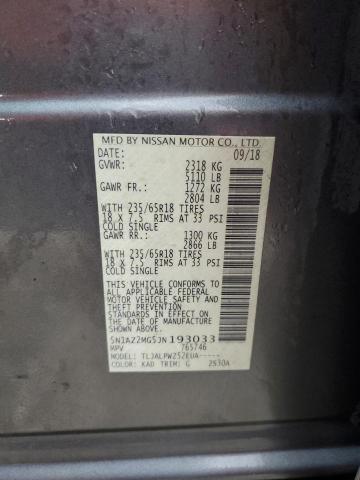 MFD BY NISSAN MOTOR CO., LTD.
DATE: 09/18
GVWR: 2318 KG
5110 LB
GAWR FR.: 1272 KG
2804 LB
WITH 235/65R18 TIRES
18 X 7.5 RIMS AT 33 PSI
COLD SINGLE
GAWR RR.: 1300 KG
2866 LB
WITH 235/65R18 TIRES
18 X 7.5 RIMS AT 33 PSI
COLD SINGLE
THIS VEHICLE CONFORMS TO ALL
APPLICABLE FEDERAL
MOTOR VEHICLE SAFETY
STANDARDS IN EFFECT
ON THE DATE OF
MANUFACTURE SHOWN ABOVE.
5N1AZ2MG5JN193033
MPV 765746
MODEL: TLJALPWZ52EUA-----
COLOR: KAD TRIM: G 2530A